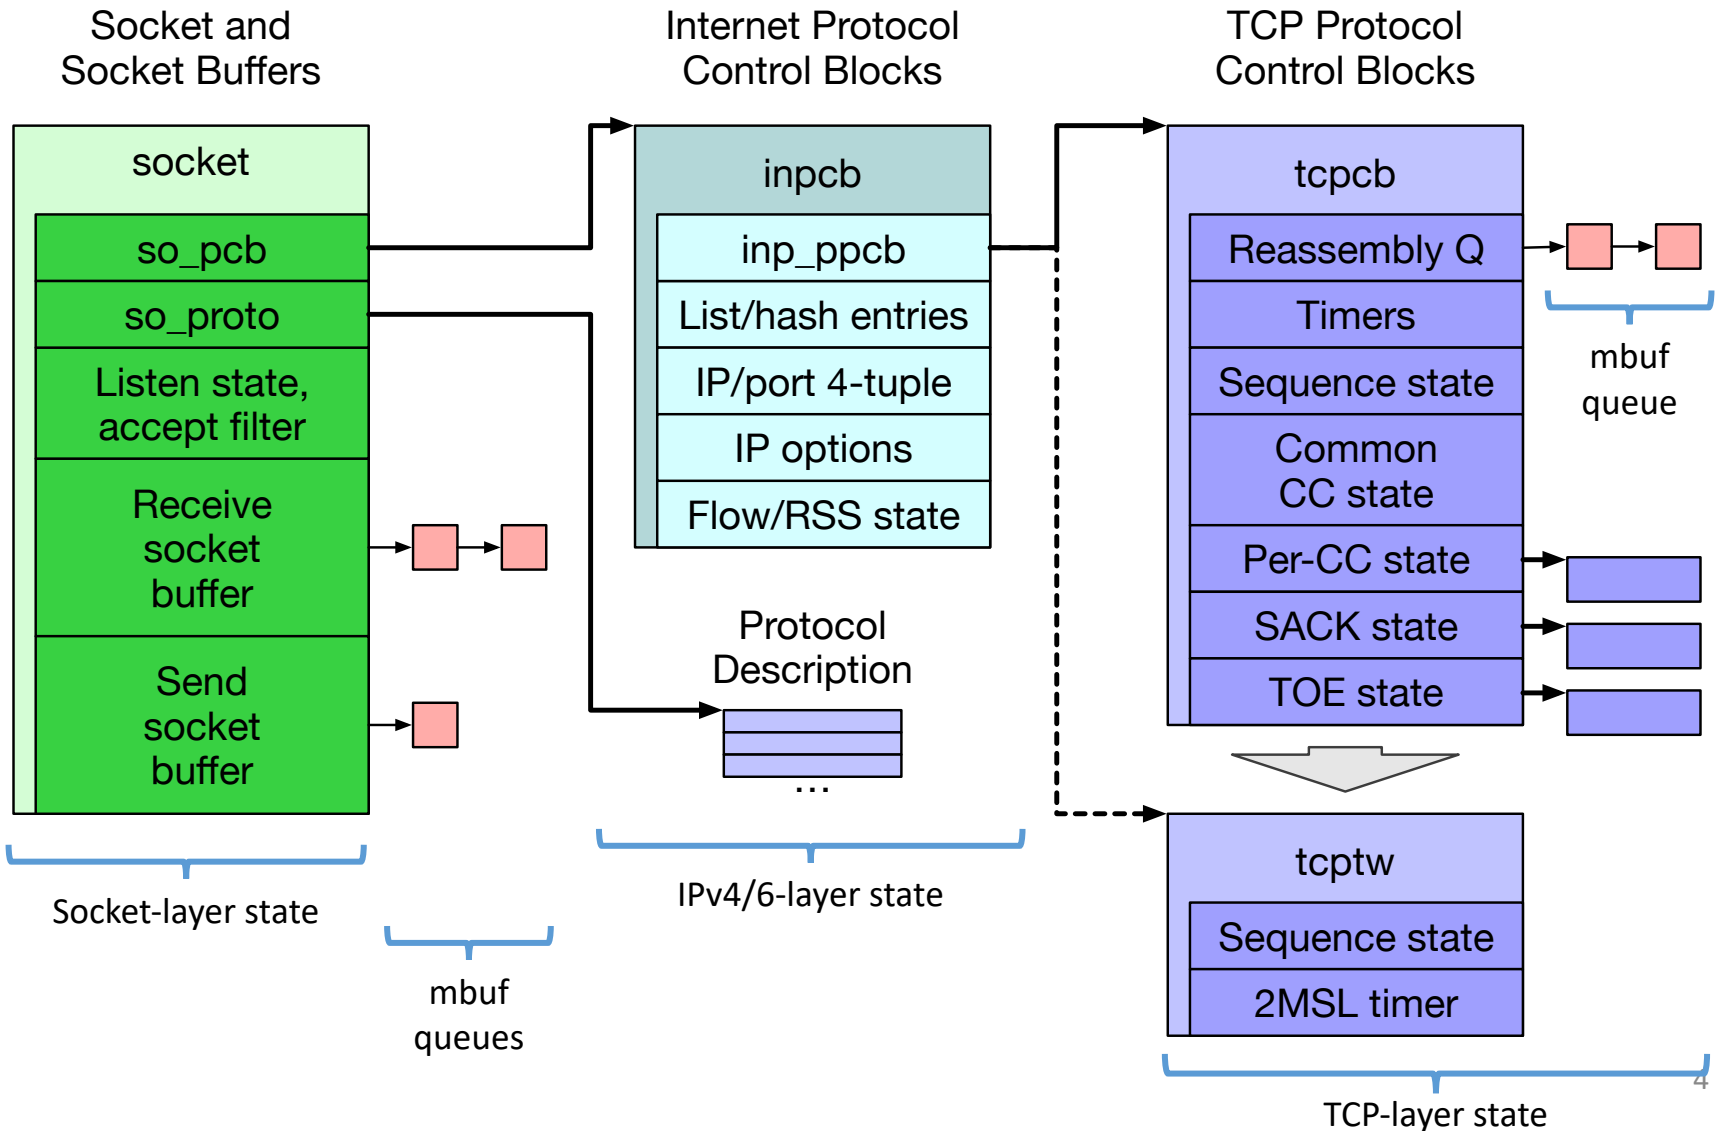 Socket and
Socket Buffers
socket
so_pcb
so_proto
Listen state,
accept filter
Receive
socket
buffer
Send
socket
buffer
Socket-layer state
mbuf
queues
Internet Protocol
Control Blocks
inpcb
inp_ppcb
List/hash entries
IP/port 4-tuple
IP options
Flow/RSS state
Protocol
Description
...
IPv4/6-layer state
TCP Protocol
Control Blocks
tcpcb
Reassembly Q
Timers
Sequence state
Common
CC state
Per-CC state
SACK state
TOE state
mbuf
queue
tcptw
Sequence state
2MSL timer
4
TCP-layer state